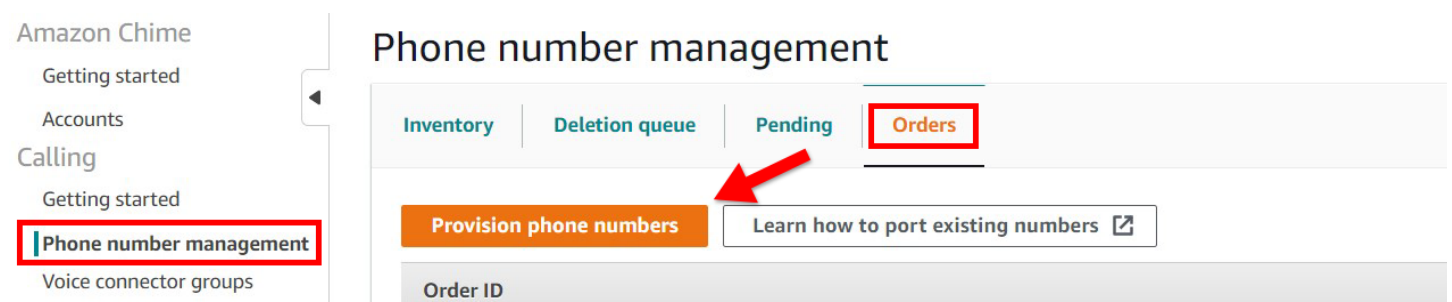 Amazon Chime
Getting started
Accounts
Calling
Getting started
Phone number management
Voice connector groups
Phone number management
Inventory
Deletion queue
Pending
Orders
Provision phone numbers
Learn how to port existing numbers
Order ID